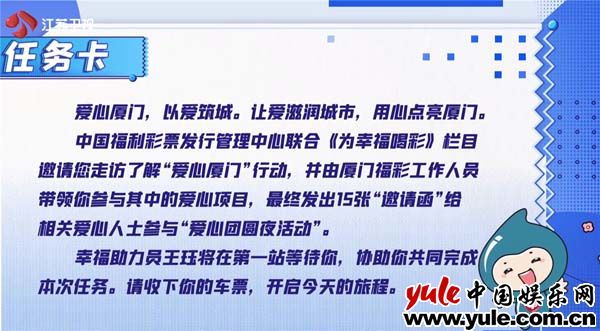 江苏卫视
任务卡
爱心厦门，以爱筑城。让爱滋润城市，用心点亮厦门。
中国福利彩票发行管理中心联合《为幸福喝彩》栏目
邀请您走访了解“爱心厦门”行动，并由厦门福彩工作人员
带领你参与其中的爱心项目，最终发出15张“邀请函”给
相关爱心人士参与“爱心团圆夜活动”。
幸福助力员王珏将在第一站等待你，协助你共同完成
本次任务。请收下你的车票，开启今天的旅程。
yule中国娱乐网
www.yule.com.cn